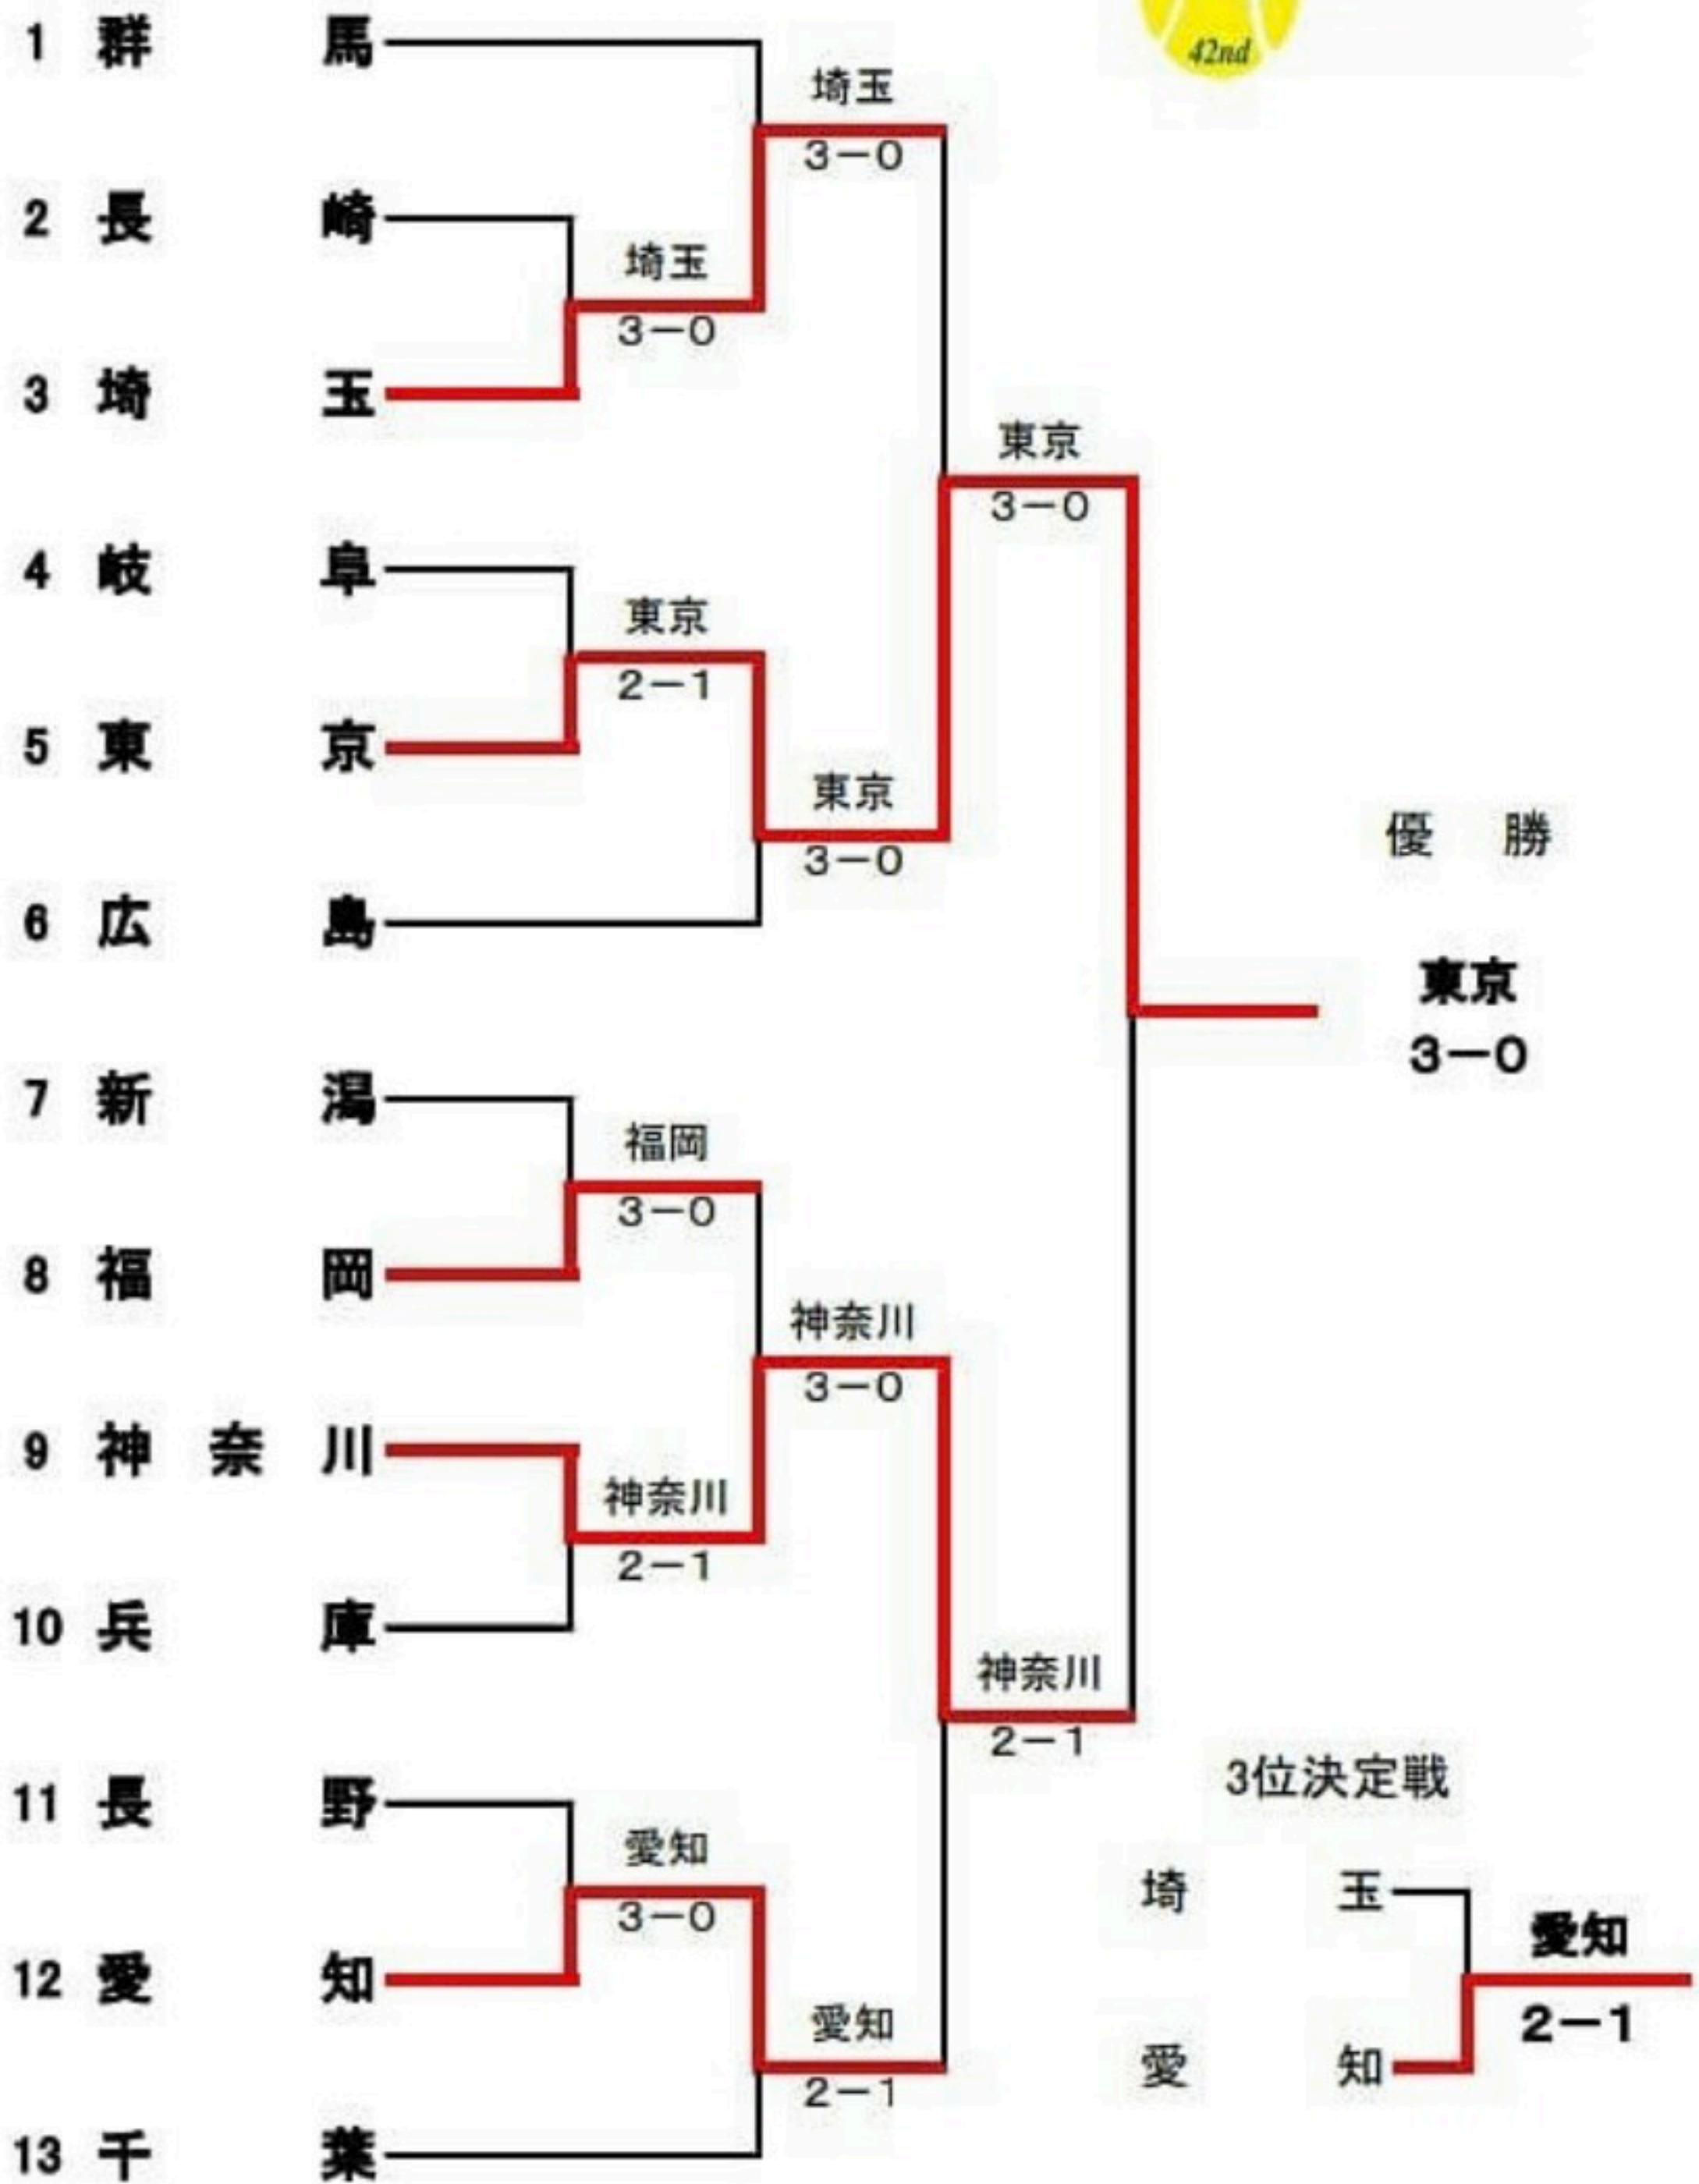 42nd
1 群馬
埼玉
3－0
2 長崎
埼玉
3－0
3 埼玉
東京
3－0
4 岐阜
東京
2－1
5 東京
東京
3－0
優勝
6 広島
東京
3－0
7 新潟
福岡
3－0
8 福岡
神奈川
3－0
9 神奈川
神奈川
2－1
10 兵庫
神奈川
2－1
3位決定戦
11 長野
愛知
3－0
埼玉
愛知
2－1
12 愛知
愛知
2－1
愛知
13 千葉